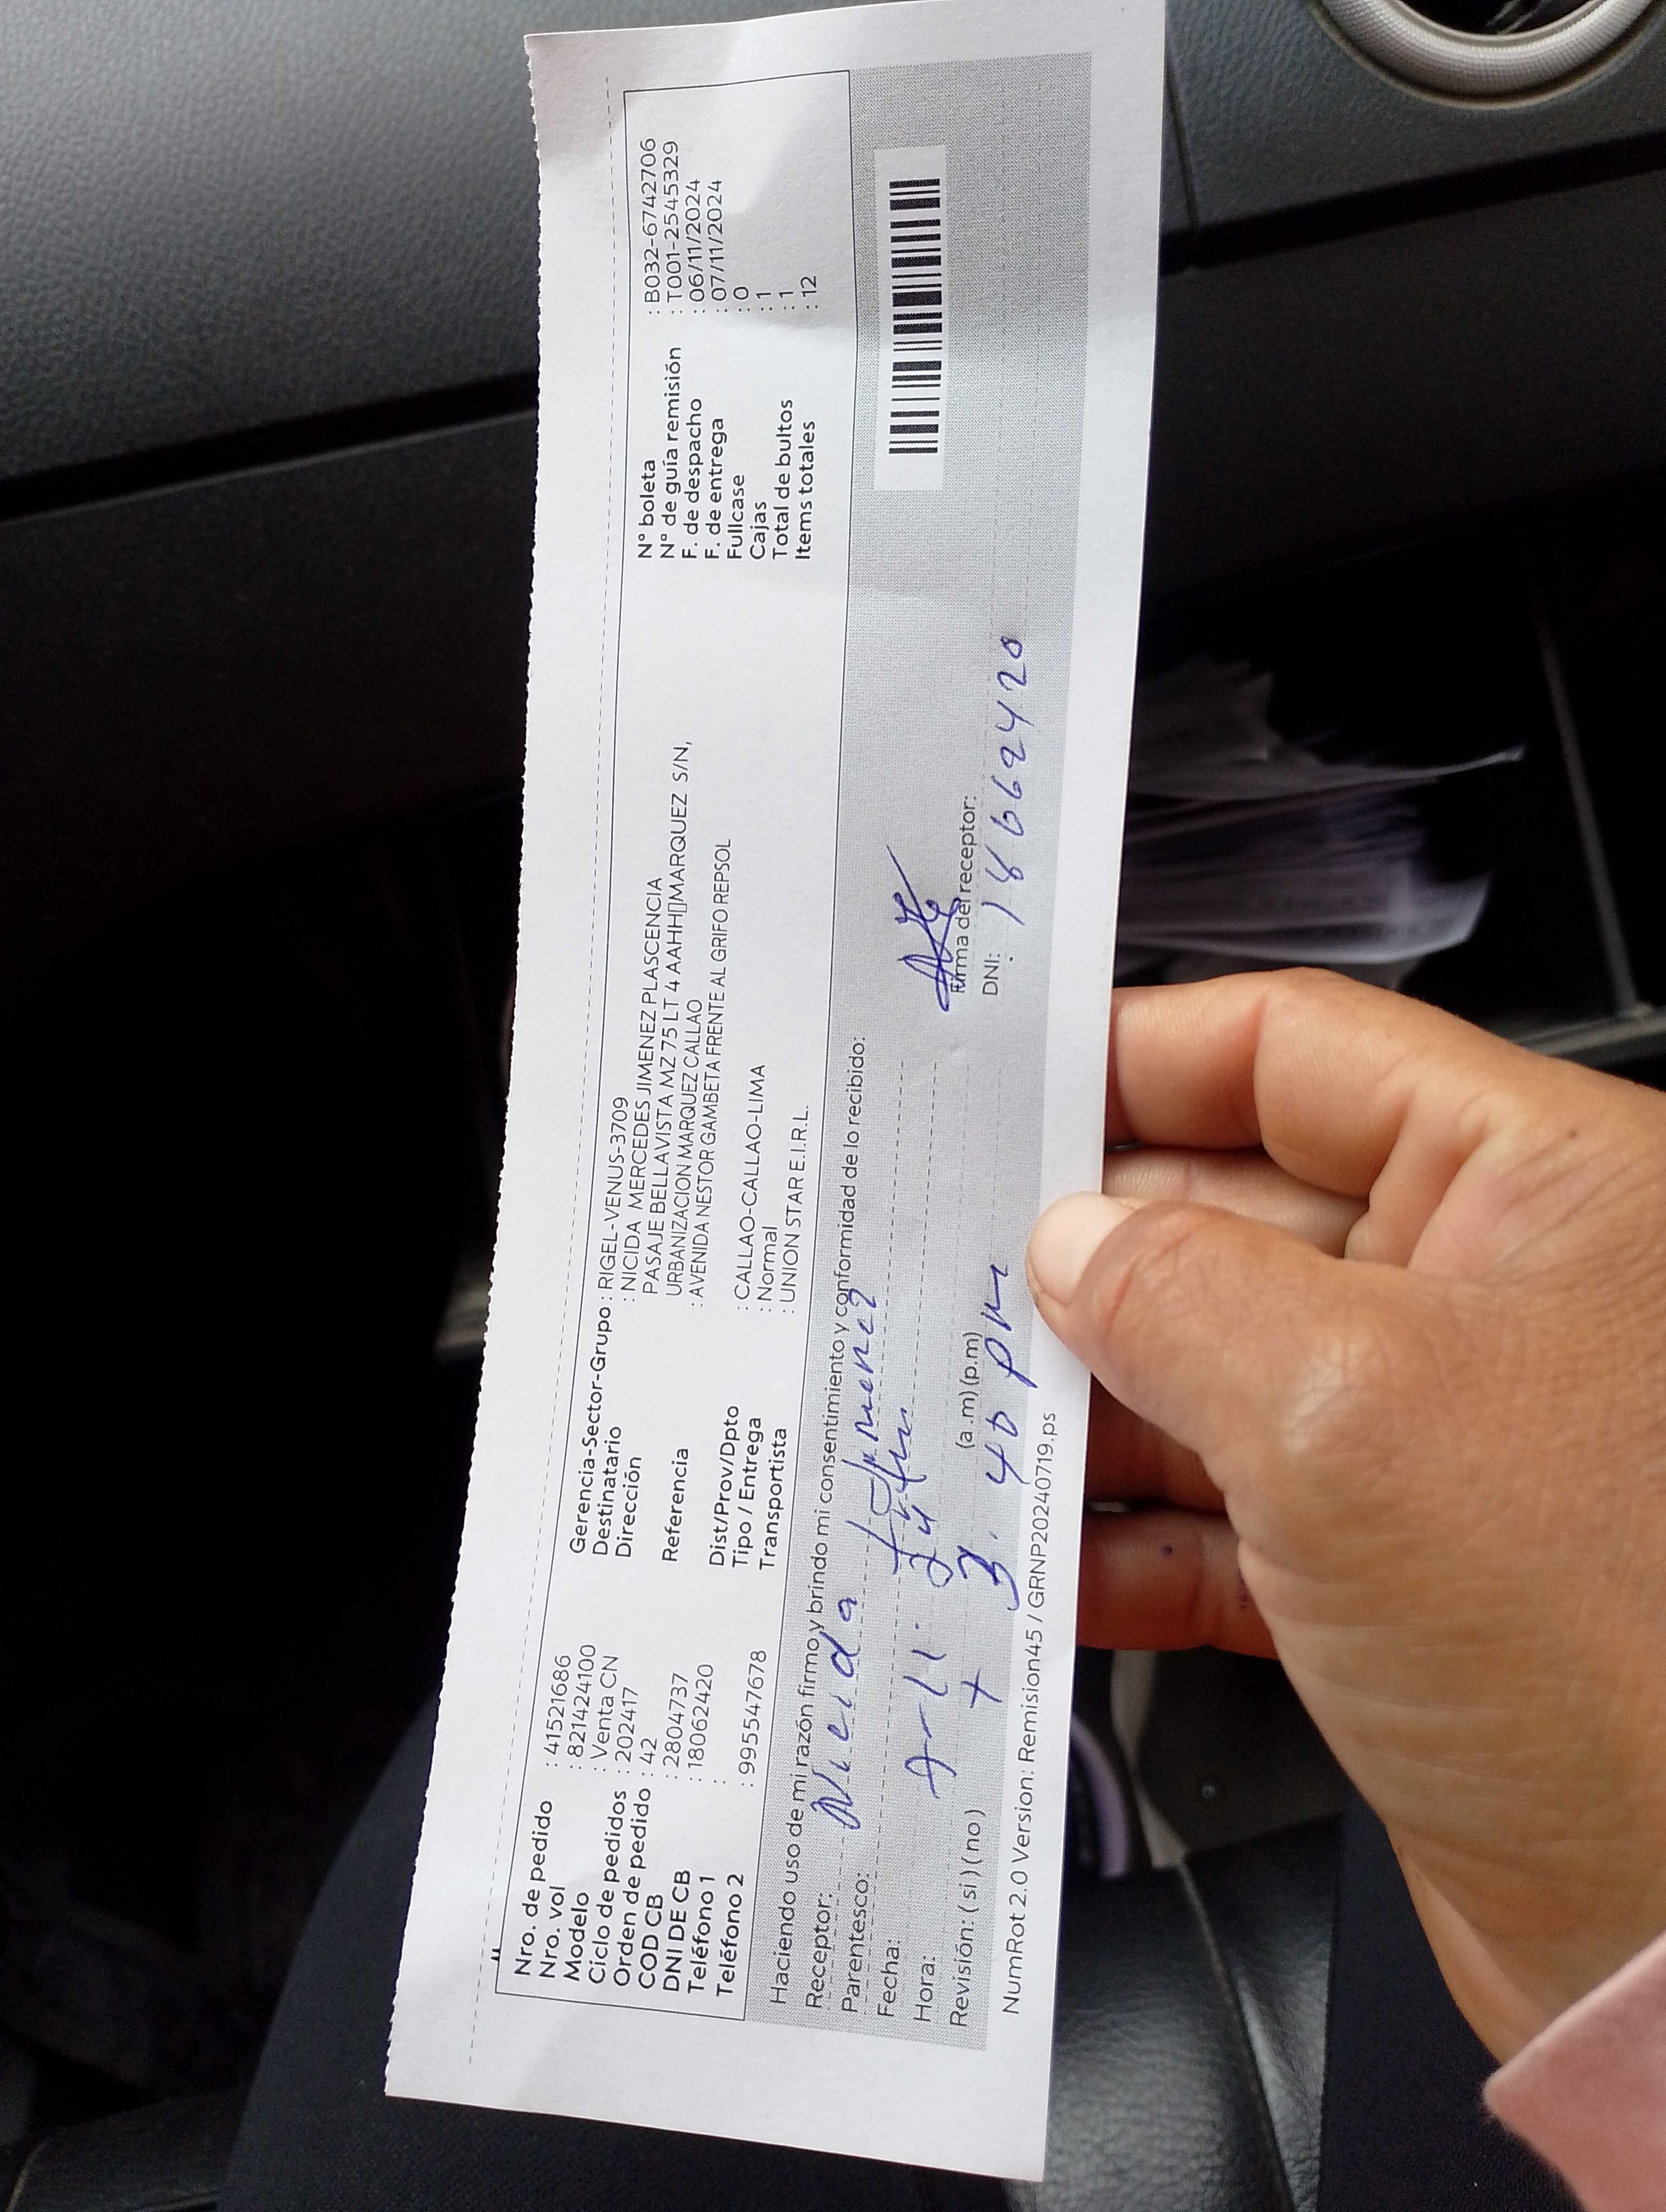 Nro. de pedido : 41521686
Nro. vol : 82142424100
Modelo : Venta CN
Ciclo de pedidos : 202417
Orden de pedido : 42
COD CB : 2804737
DNI DE CB : 18062420
Teléfono 1 :
Teléfono 2 : 995547678
Gerencia-Sector-Grupo : RIGEL-VENUS-3709
Destinatario : NICIDA MERCEDES JIMENEZ PLASCENCIA
Dirección PASAJE BELLAVISTA MZ 75 LT 4 AAHH▯MARQUEZ S/N,
URBANIZACION MARQUEZ CALLAO
Referencia : AVENIDA NESTOR GAMBETA FRENTE AL GRIFO REPSOL
Dist/Prov/Dpto : CALLAO-CALLAO-LIMA
Tipo / Entrega : Normal
Transportista : UNION STAR E.I.R.L.
N° boleta : B032-6742706
N° de guía remisión : T001-2545329
F. de despacho : 06/11/2024
F. de entrega : 07/11/2024
Fullcase : 0
Cajas : 1
Total de bultos : 1
Items totales : 12
Haciendo uso de mi razón firmo y brindo mi consentimiento y conformidad de lo recibido:
Receptor: Nicida Jimenez
Parentesco:
Fecha:
Hora: (a .m) (p.m) 3. 40 pm
Revisión: ( si ) ( no )
Firma del receptor:
DNI:
NumRot 2.0 Version: Remision45 / GRNP20240719.ps